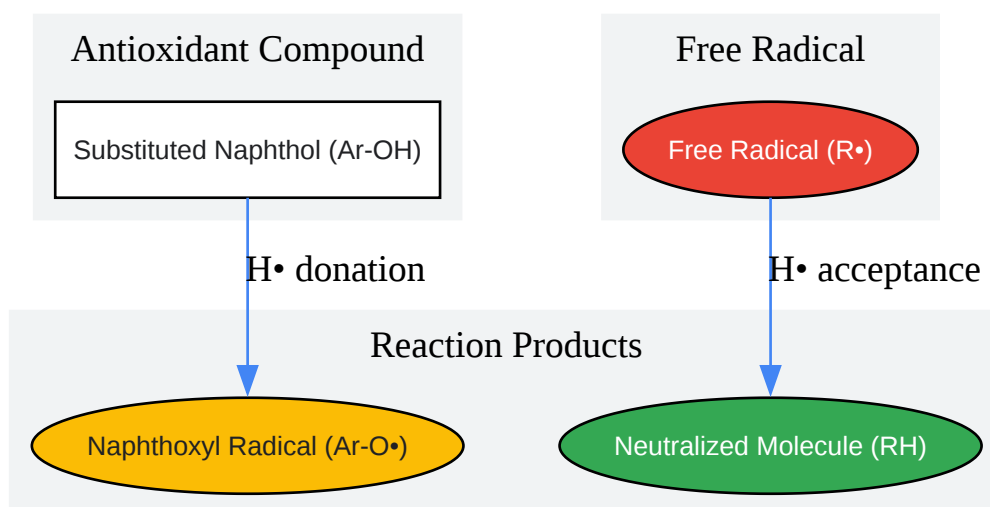 Antioxidant Compound
Free Radical
Substituted Naphthol (Ar-OH)
Free Radical (R•)
H• donation
H• acceptance
Reaction Products
Naphthoxyl Radical (Ar-O•)
Neutralized Molecule (RH)